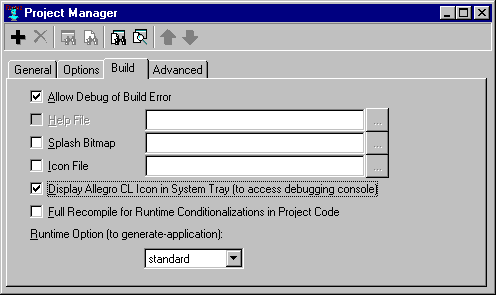 Project Manager
General Options Build Advanced
Allow Debug of Build Error
Help File
...
Splash Bitmap
...
Icon File
...
Display Allegro CL Icon in System Tray (to access debugging console)
Full Recompile for Runtime Conditionalizations in Project Code
Runtime Option (to generate-application):
standard